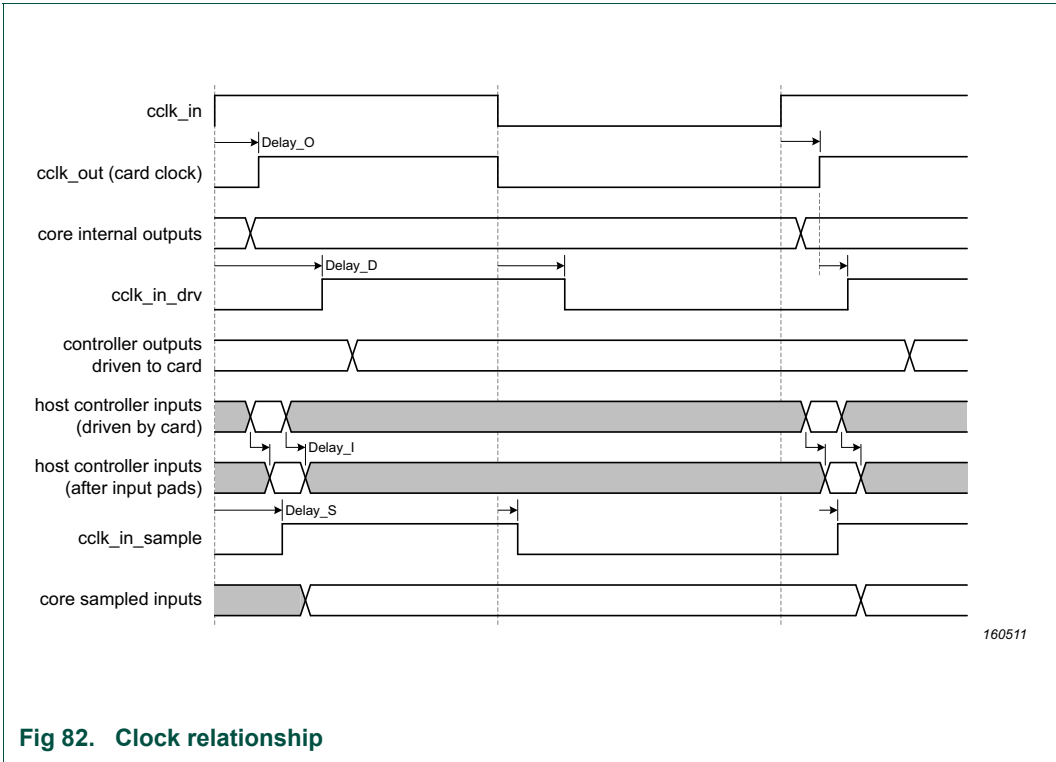 cclk_in
Delay_O
cclk_out (card clock)
core internal outputs
Delay_D
cclk_in_drv
controller outputs
driven to card
host controller inputs
(driven by card)
Delay_I
host controller inputs
(after input pads)
Delay_S
cclk_in_sample
core sampled inputs
160511
Fig 82. Clock relationship